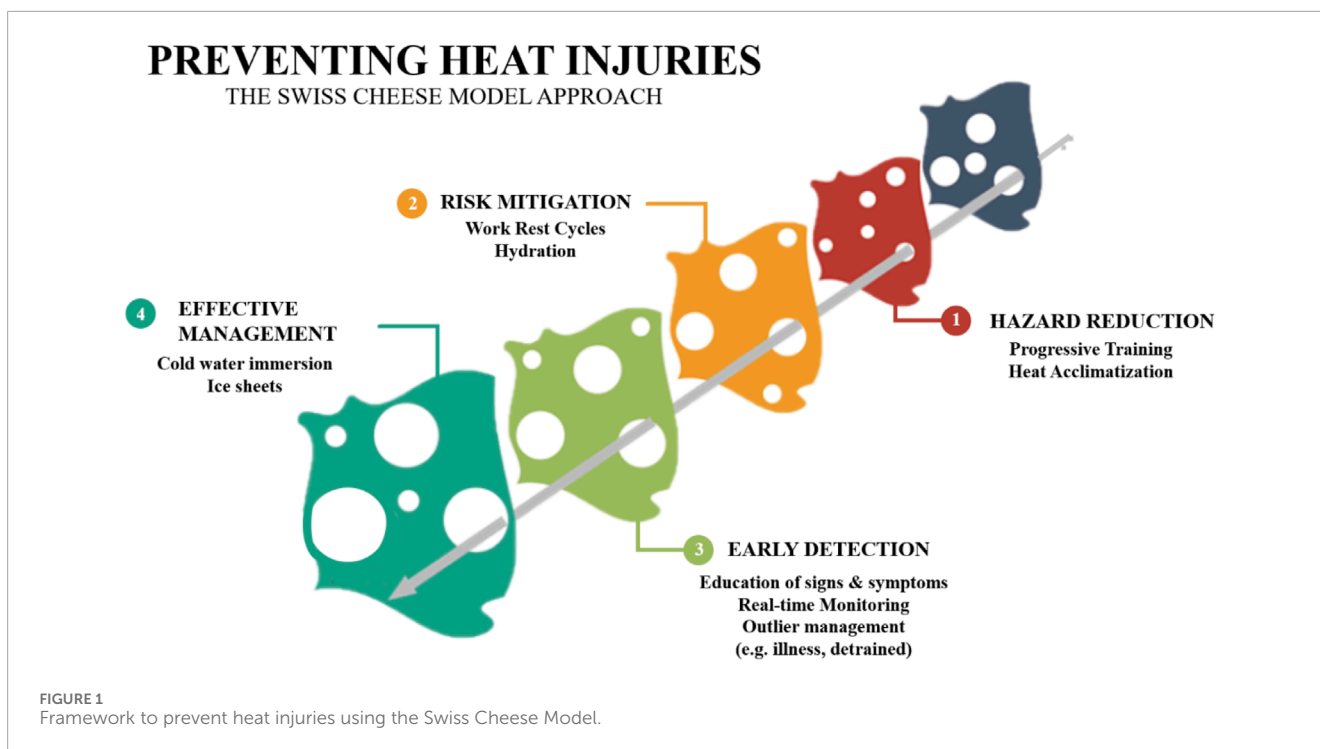 PREVENTING HEAT INJURIES
THE SWISS CHEESE MODEL APPROACH
1
HAZARD REDUCTION
Progressive Training
Heat Acclimatization
2
RISK MITIGATION
Work Rest Cycles
Hydration
3
EARLY DETECTION
Education of signs & symptoms
Real-time Monitoring
Outlier management
(e.g. illness, detrained)
4
EFFECTIVE
MANAGEMENT
Cold water immersion
Ice sheets
FIGURE 1
Framework to prevent heat injuries using the Swiss Cheese Model.